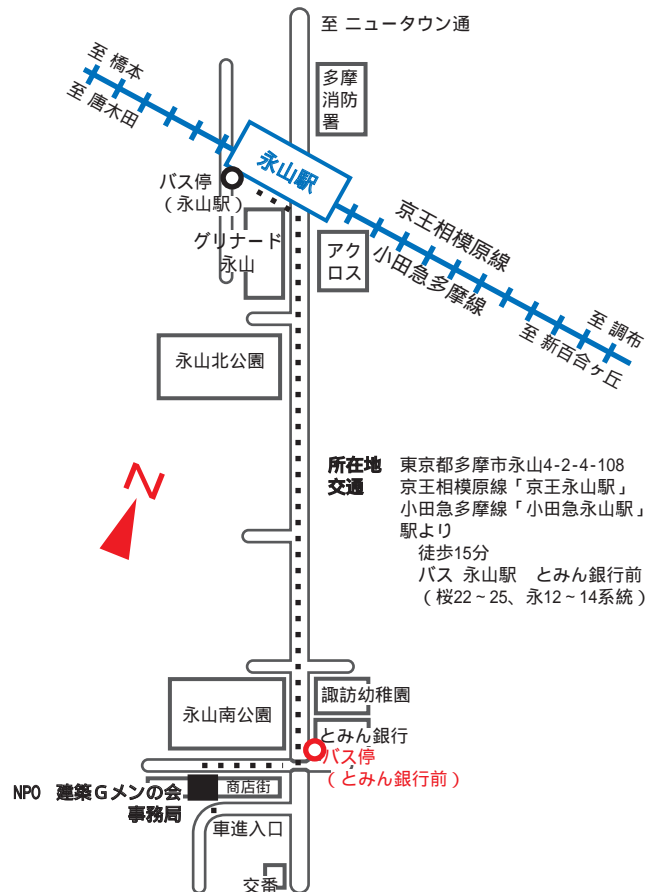 至 ニュータウン通
多摩
消防
署
至 橋本
至 唐木田
永山駅
バス停
（永山駅）
グリナード
永山
アク
ロス
京王相模原線
小田急多摩線
至 調布
至 新百合ヶ丘
永山北公園
N
所在地 東京都多摩市永山4-2-4-108
交通 京王相模原線「京王永山駅」
小田急多摩線「小田急永山駅」
駅より
徒歩15分
バス 永山駅　とみん銀行前
（桜22～25、永12～14系統）
諏訪幼稚園
永山南公園
とみん銀行
バス停
（とみん銀行前）
商店街
NPO 建築Gメンの会
事務局
車進入口
交番